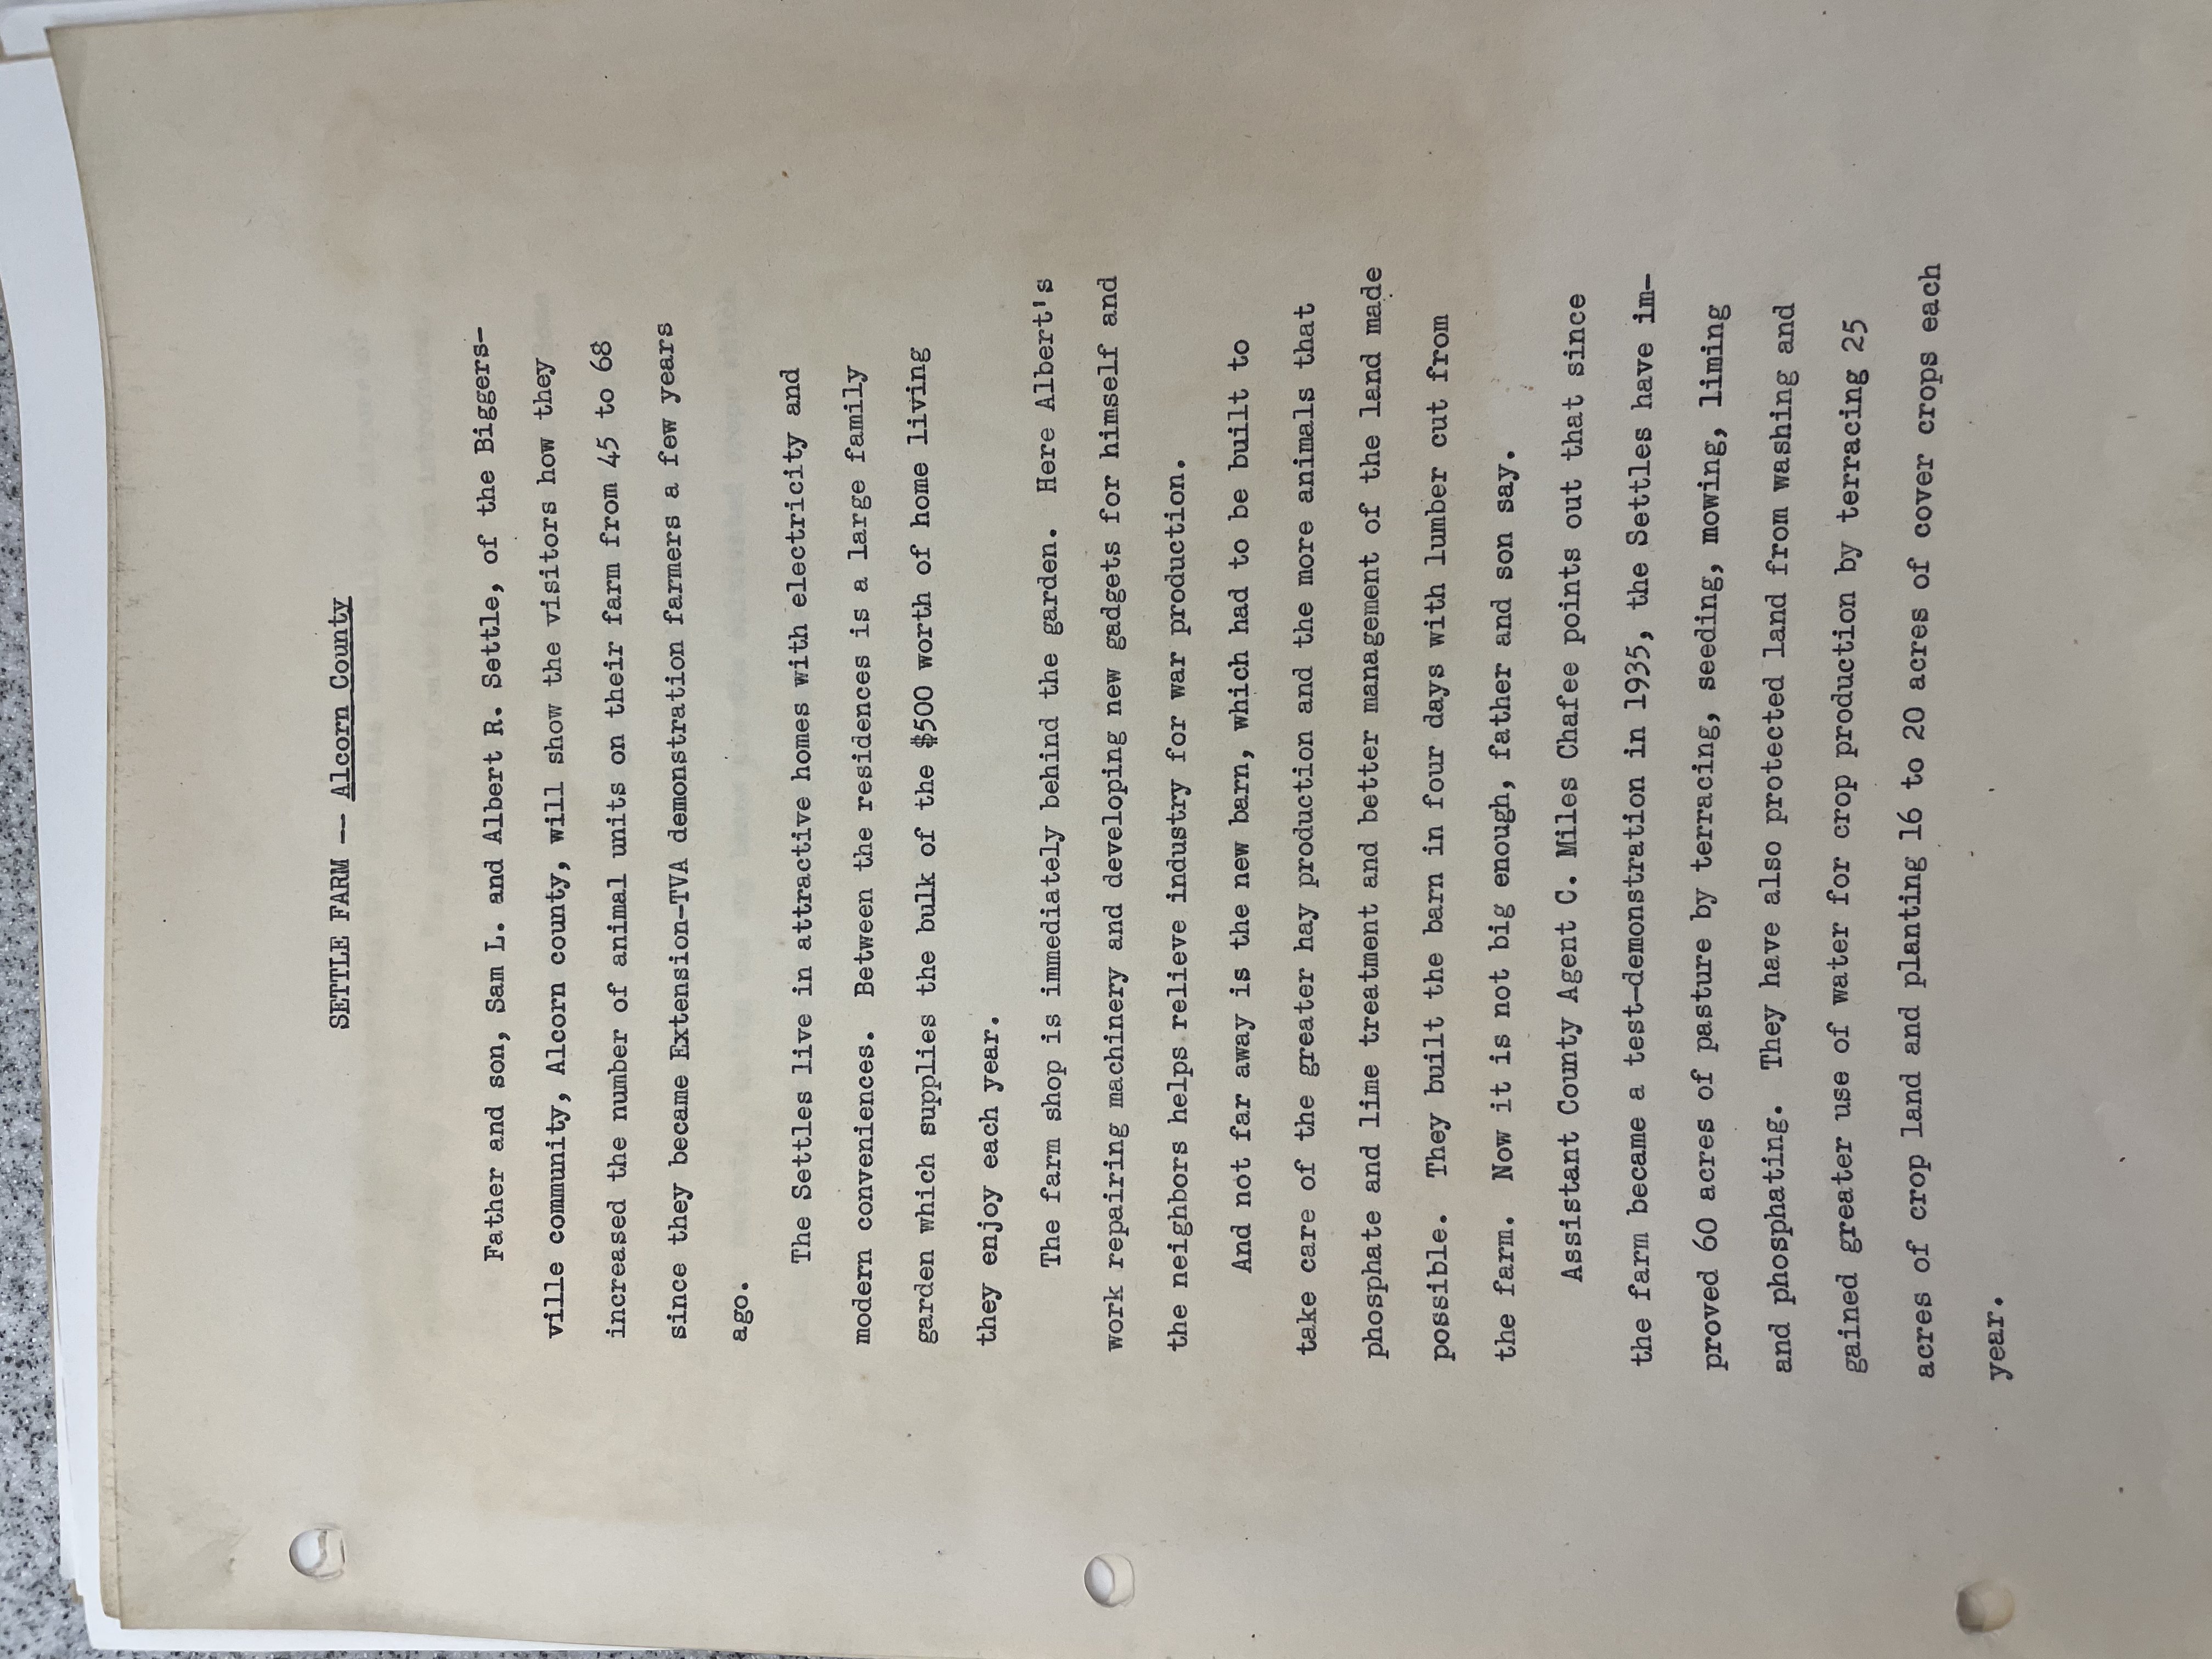 SETTLE FARM -- Alcorn County
Father and son, Sam L. and Albert R. Settle, of the Biggers-
ville community, Alcorn county, will show the visitors how they
increased the number of animal units on their farm from 45 to 68
since they became Extension-TVA demonstration farmers a few years
ago.
The Settles live in attractive homes with electricity and
modern conveniences. Between the residences is a large family
garden which supplies the bulk of the $500 worth of home living
they enjoy each year.
The farm shop is immediately behind the garden. Here Albert's
work repairing machinery and developing new gadgets for himself and
the neighbors helps relieve industry for war production.
And not far away is the new barn, which had to be built to
take care of the greater hay production and the more animals that
phosphate and lime treatment and better management of the land made
possible. They built the barn in four days with lumber cut from
the farm. Now it is not big enough, father and son say.
Assistant County Agent C. Miles Chafee points out that since
the farm became a test-demonstration in 1935, the Settles have im-
proved 60 acres of pasture by terracing, seeding, mowing, liming
and phosphating. They have also protected land from washing and
gained greater use of water for crop production by terracing 25
acres of crop land and planting 16 to 20 acres of cover crops each
year.